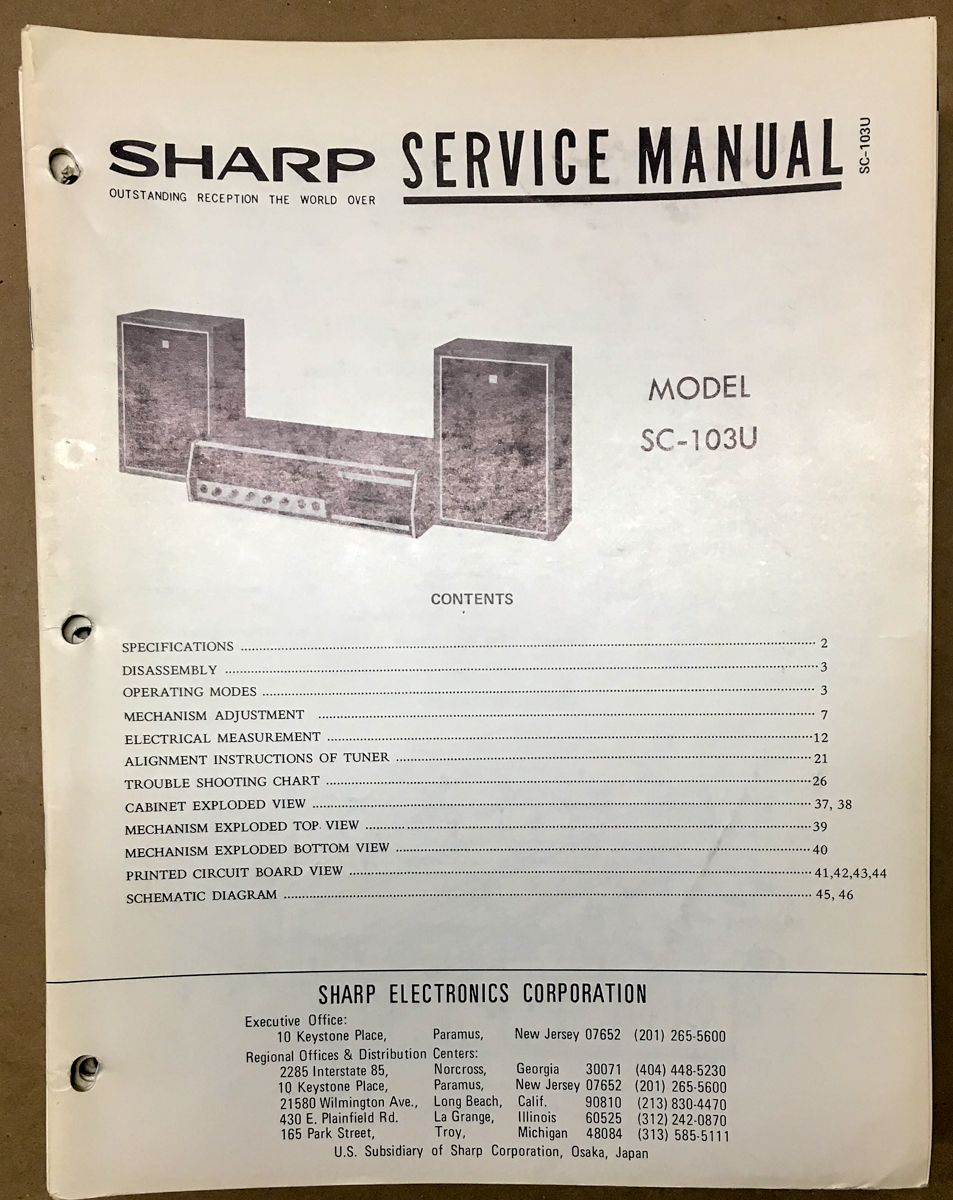 SHARP SERVICE MANUAL
SC-103U
OUTSTANDING RECEPTION THE WORLD OVER
MODEL
SC-103U
CONTENTS
SPECIFICATIONS 2
DISASSEMBLY 3
OPERATING MODES 3
MECHANISM ADJUSTMENT 7
ELECTRICAL MEASUREMENT 12
ALIGNMENT INSTRUCTIONS OF TUNER 21
TROUBLE SHOOTING CHART 26
CABINET EXPLODED VIEW 37, 38
MECHANISM EXPLODED TOP VIEW 39
MECHANISM EXPLODED BOTTOM VIEW 40
PRINTED CIRCUIT BOARD VIEW 41,42,43,44
SCHEMATIC DIAGRAM 45, 46
SHARP ELECTRONICS CORPORATION
Executive Office:
10 Keystone Place, Paramus, New Jersey 07652 (201) 265-5600
Regional Offices & Distribution Centers:
2285 Interstate 85, Norcross, Georgia 30071 (404) 448-5230
10 Keystone Place, Paramus, New Jersey 07652 (201) 265-5600
21580 Wilmington Ave., Long Beach, Calif. 90810 (213) 830-4470
430 E. Plainfield Rd. La Grange, Illinois 60525 (312) 242-0870
165 Park Street, Troy, Michigan 48084 (313) 585-5111
U.S. Subsidiary of Sharp Corporation, Osaka, Japan